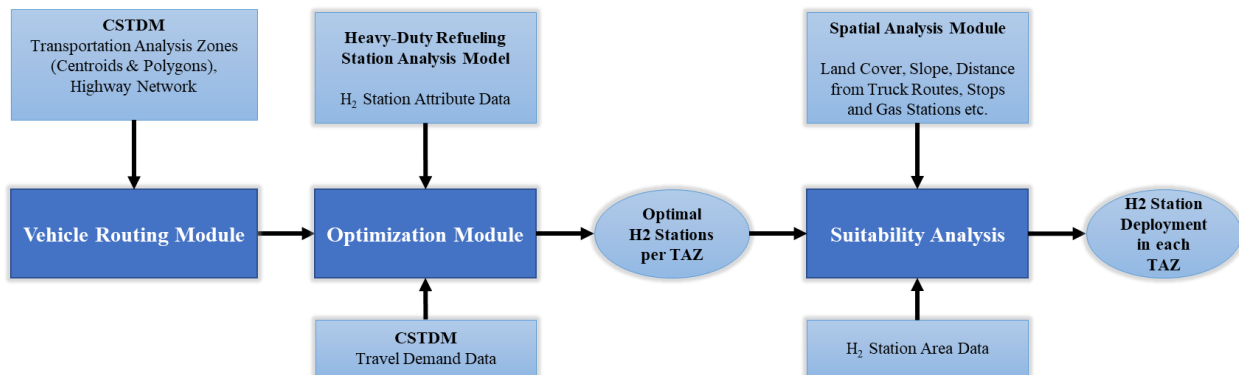 CSTDM
Transportation Analysis Zones
(Centroids & Polygons),
Highway Network
Heavy-Duty Refueling
Station Analysis Model
H₂ Station Attribute Data
Spatial Analysis Module
Land Cover, Slope, Distance
from Truck Routes, Stops
and Gas Stations etc.
Vehicle Routing Module
Optimization Module
Optimal
H2 Stations
per TAZ
Suitability Analysis
H2 Station
Deployment
in each
TAZ
CSTDM
Travel Demand Data
H₂ Station Area Data